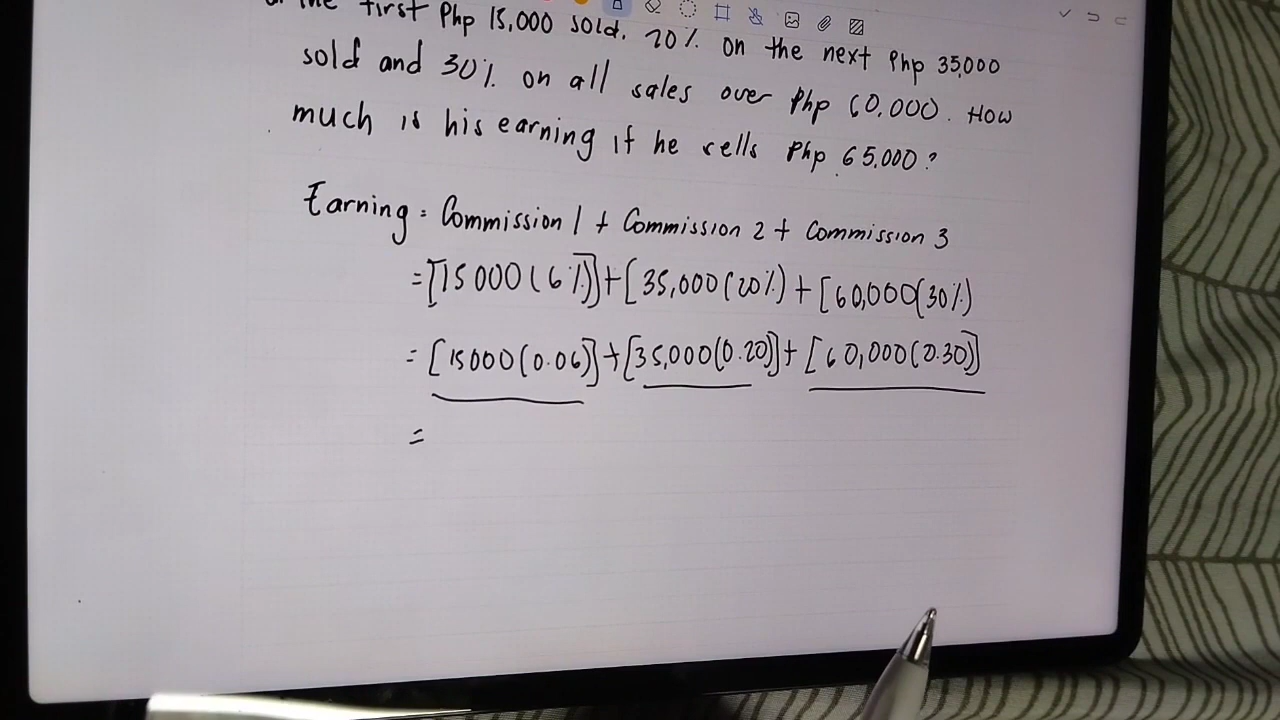 the first Php 15,000 sold. 20% on the next Php 35,000
sold and 30% on all sales over Php 60.000. How
much is his earning if he cells Php 65.000?
Earning = Commission 1 + Commission 2 + Commission 3
= [15000(6%)] + [35,000(20%) + [60,000(30%)
= [15000(0.06)] + [35,000(0.20)] + [60,000(0.30)]
=